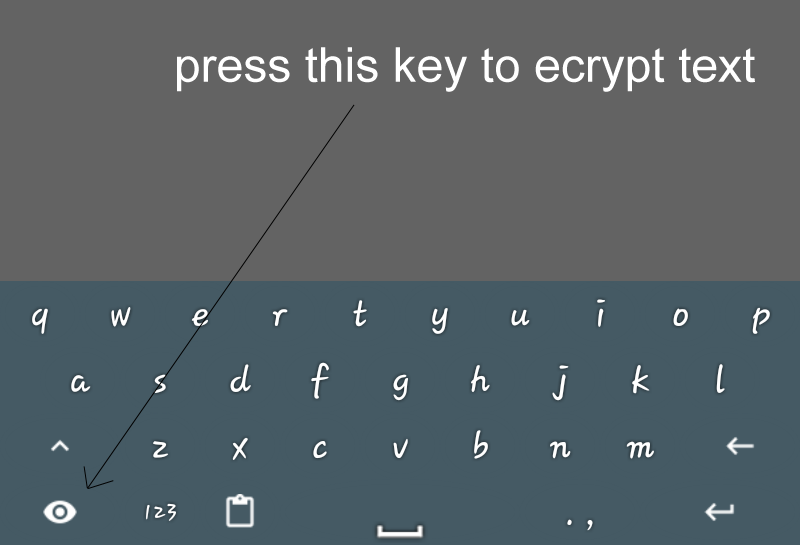 press this key to ecrypt text
q w e r t y u i o p
a s d f g h j k l
z x c v b n m
123 . ,